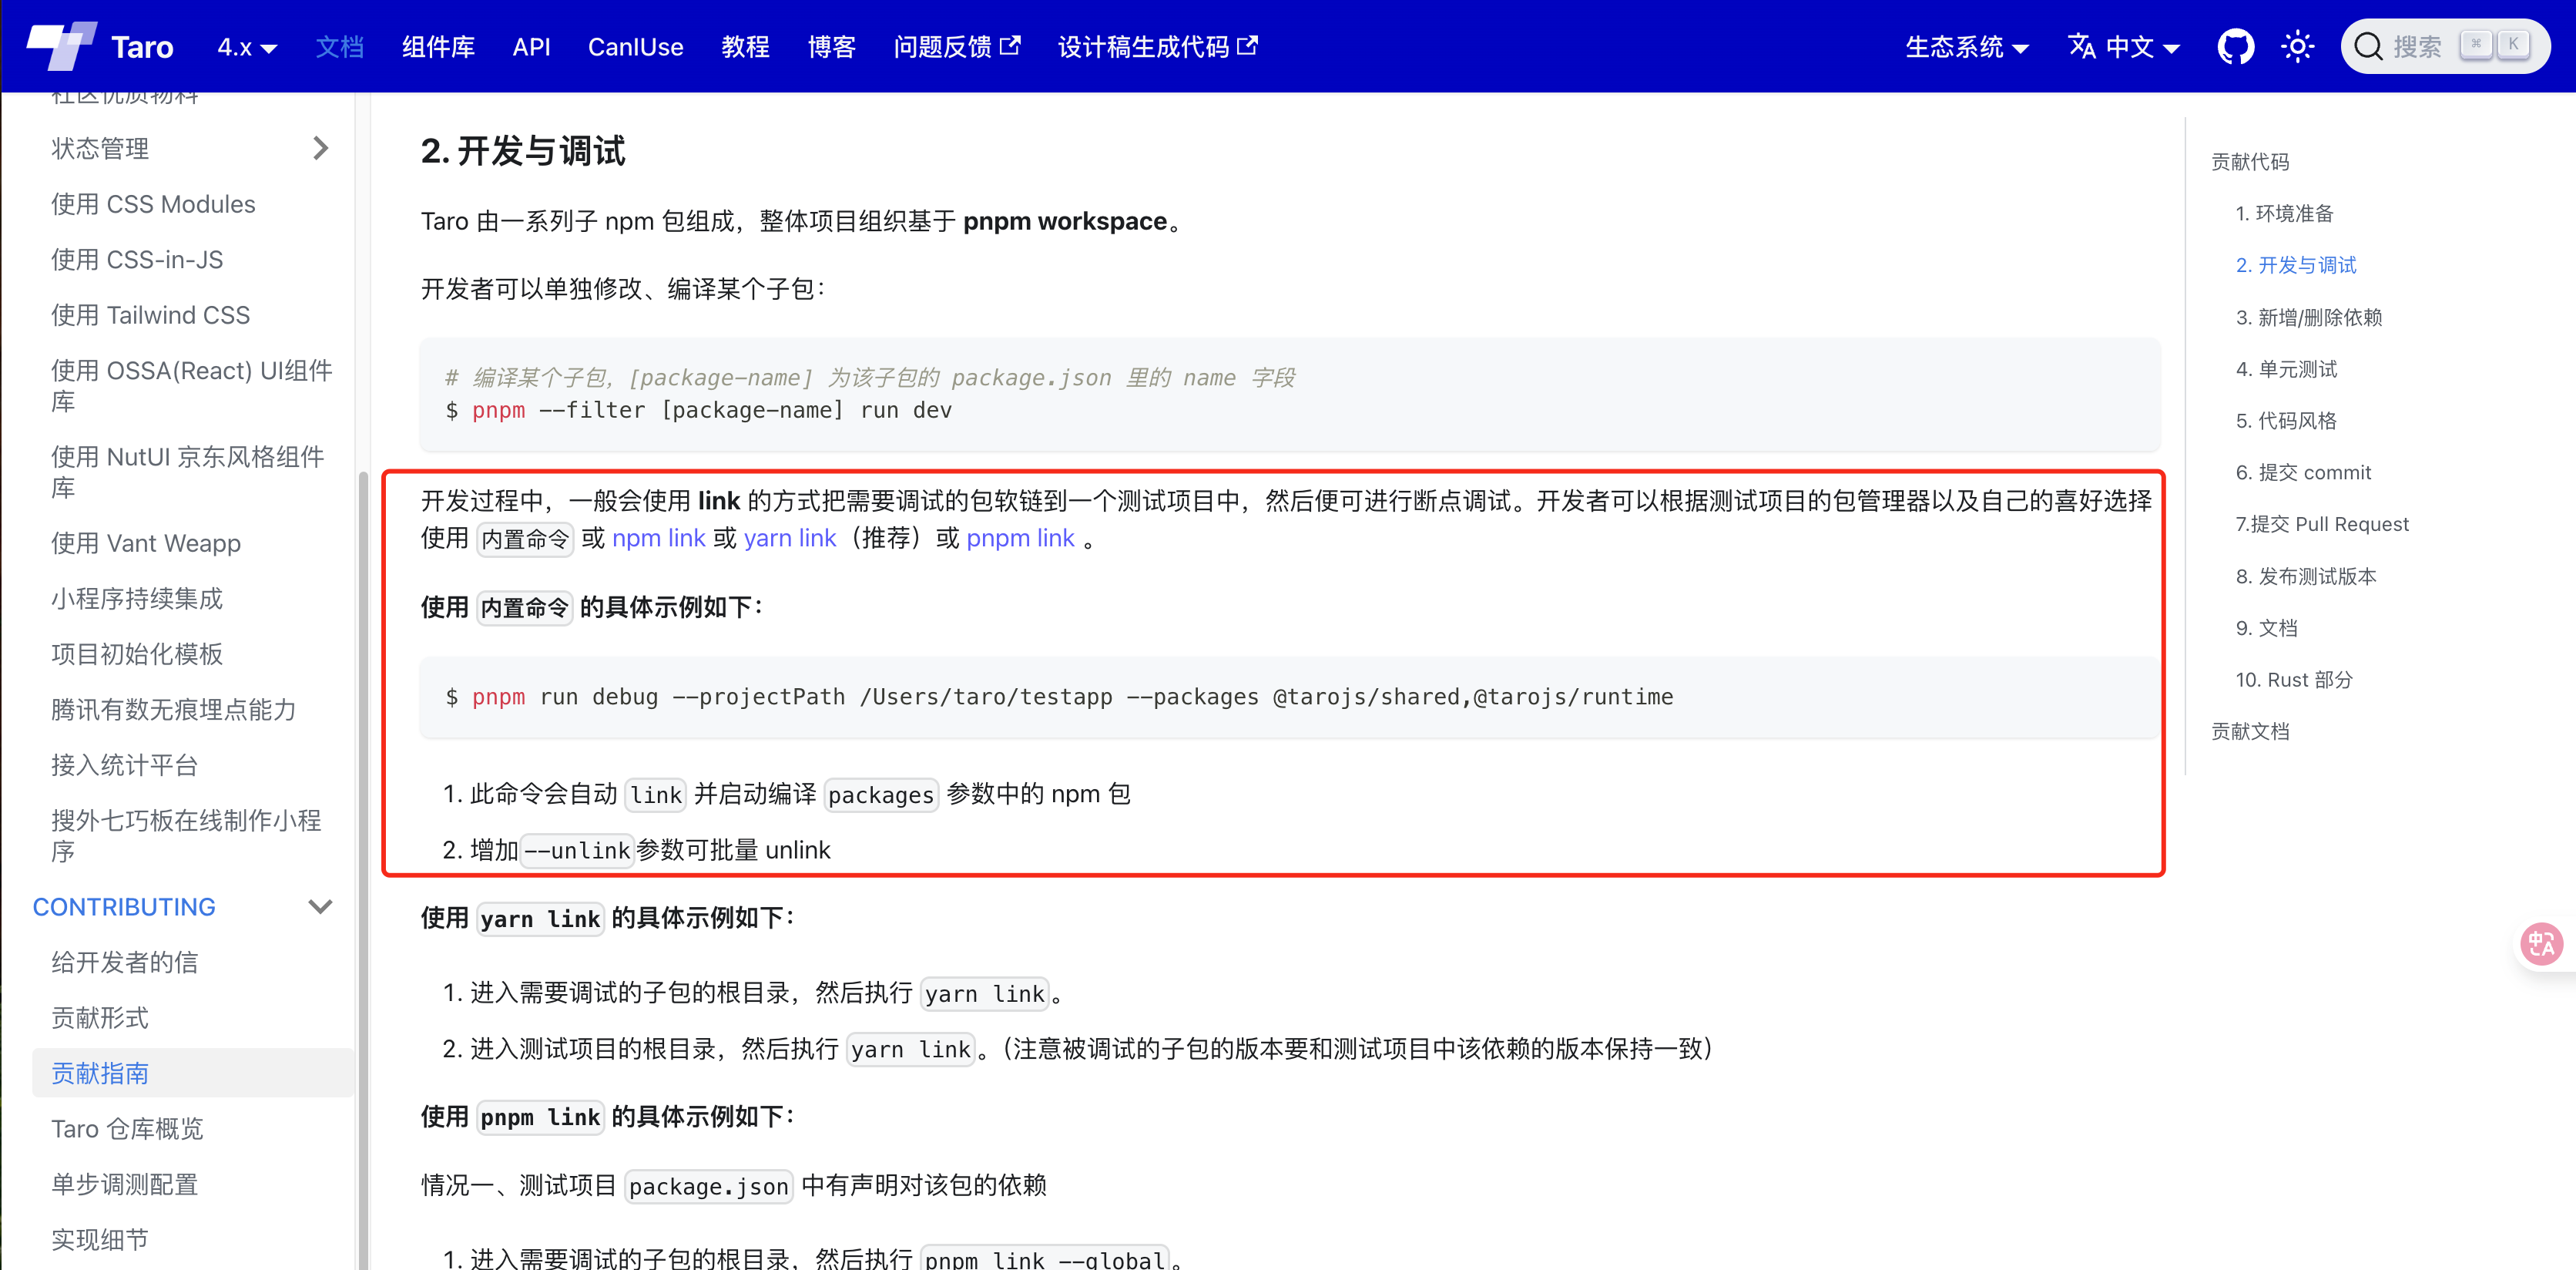 Taro
4.x
文档
组件库
API
CanIUse
教程
博客
问题反馈
设计稿生成代码
生态系统
中文
搜索
⌘
K
社区优质物料
状态管理
使用 CSS Modules
使用 CSS-in-JS
使用 Tailwind CSS
使用 OSSA(React) UI组件
库
使用 NutUI 京东风格组件
库
使用 Vant Weapp
小程序持续集成
项目初始化模板
腾讯有数无痕埋点能力
接入统计平台
搜外七巧板在线制作小程
序
CONTRIBUTING
给开发者的信
贡献形式
贡献指南
Taro 仓库概览
单步调测配置
实现细节
2. 开发与调试
Taro 由一系列子 npm 包组成，整体项目组织基于 pnpm workspace。
开发者可以单独修改、编译某个子包：
# 编译某个子包，[package-name] 为该子包的 package.json 里的 name 字段
$ pnpm --filter [package-name] run dev
开发过程中，一般会使用 link 的方式把需要调试的包软链到一个测试项目中，然后便可进行断点调试。开发者可以根据测试项目的包管理器以及自己的喜好选择
使用 内置命令 或 npm link 或 yarn link（推荐）或 pnpm link 。
使用 内置命令 的具体示例如下：
$ pnpm run debug --projectPath /Users/taro/testapp --packages @tarojs/shared,@tarojs/runtime
1. 此命令会自动 link 并启动编译 packages 参数中的 npm 包
2. 增加--unlink参数可批量 unlink
使用 yarn link 的具体示例如下：
1. 进入需要调试的子包的根目录，然后执行 yarn link。
2. 进入测试项目的根目录，然后执行 yarn link。（注意被调试的子包的版本要和测试项目中该依赖的版本保持一致）
使用 pnpm link 的具体示例如下：
情况一、测试项目 package.json 中有声明对该包的依赖
1. 进入需要调试的子包的根目录，然后执行 pnpm link --global。
贡献代码
1. 环境准备
2. 开发与调试
3. 新增/删除依赖
4. 单元测试
5. 代码风格
6. 提交 commit
7.提交 Pull Request
8. 发布测试版本
9. 文档
10. Rust 部分
贡献文档